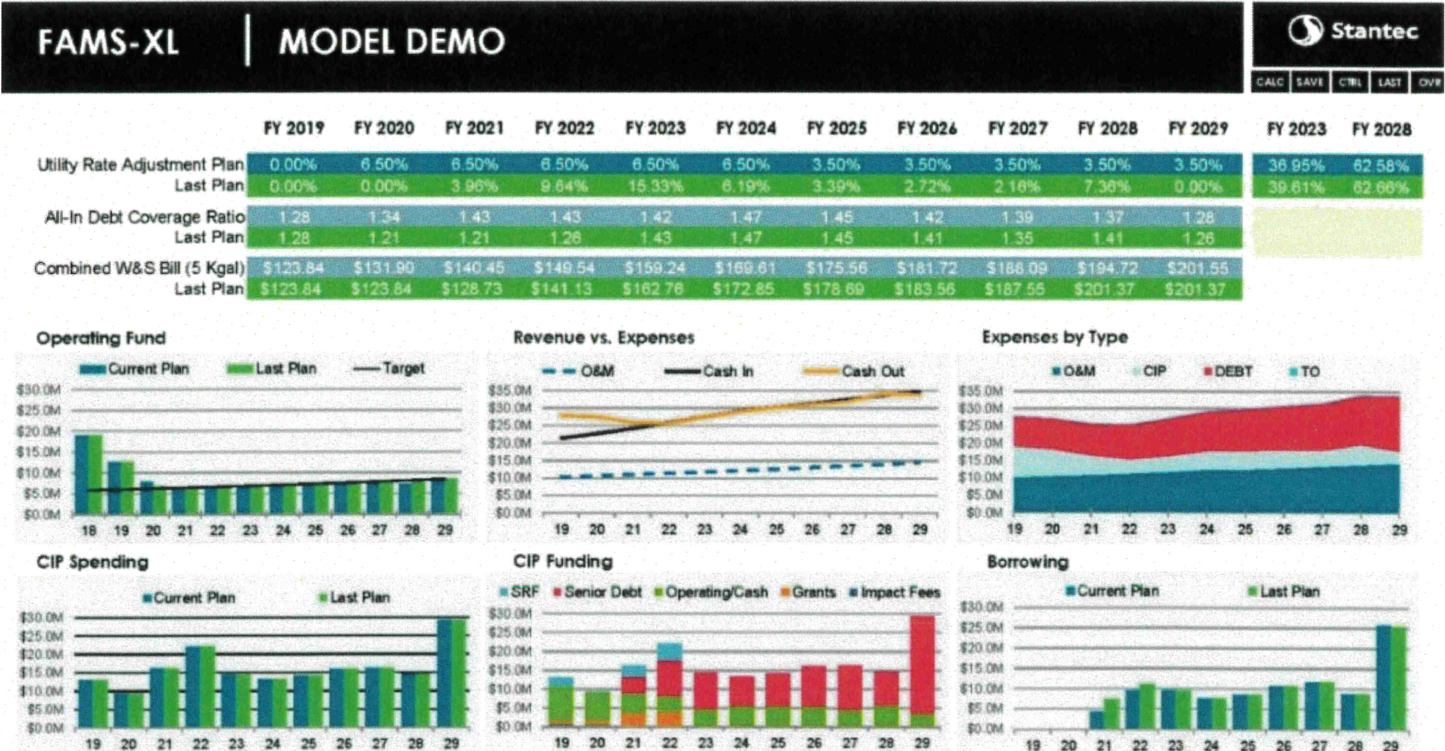 FAMS-XL | MODEL DEMO
Stantec
CALC SAVE CTRL LAST OVR
FY 2019 FY 2020 FY 2021 FY 2022 FY 2023 FY 2024 FY 2025 FY 2026 FY 2027 FY 2028 FY 2029 FY 2023 FY 2028
Utility Rate Adjustment Plan 0.00% 6.50% 6.50% 6.50% 6.50% 6.50% 3.50% 3.50% 3.50% 3.50% 3.50% 36.95% 62.58%
Last Plan 0.00% 0.00% 3.96% 9.64% 15.33% 6.19% 3.39% 2.72% 2.16% 7.36% 0.00% 39.61% 62.66%
All-In Debt Coverage Ratio 1.28 1.34 1.43 1.43 1.42 1.47 1.45 1.42 1.39 1.37 1.28
Last Plan 1.28 1.21 1.21 1.26 1.43 1.47 1.45 1.41 1.35 1.41 1.26
Combined W&S Bill (5 Kgal) $123.84 $131.90 $140.45 $149.54 $159.24 $169.61 $175.56 $181.72 $188.09 $194.72 $201.55
Last Plan $123.84 $123.84 $128.73 $141.13 $162.76 $172.85 $178.69 $183.56 $187.55 $201.37 $201.37
Operating Fund
Current Plan Last Plan Target
$30.0M
$25.0M
$20.0M
$15.0M
$10.0M
$5.0M
$0.0M
18 19 20 21 22 23 24 25 26 27 28 29
Revenue vs. Expenses
O&M Cash In Cash Out
$35.0M
$30.0M
$25.0M
$20.0M
$15.0M
$10.0M
$5.0M
$0.0M
19 20 21 22 23 24 25 26 27 28 29
Expenses by Type
O&M CIP DEBT TO
$35.0M
$30.0M
$25.0M
$20.0M
$15.0M
$10.0M
$5.0M
$0.0M
19 20 21 22 23 24 25 26 27 28 29
CIP Spending
Current Plan Last Plan
$30.0M
$25.0M
$20.0M
$15.0M
$10.0M
$5.0M
$0.0M
19 20 21 22 23 24 25 26 27 28 29
CIP Funding
SRF Senior Debt Operating/Cash Grants Impact Fees
$30.0M
$25.0M
$20.0M
$15.0M
$10.0M
$5.0M
$0.0M
19 20 21 22 23 24 25 26 27 28 29
Borrowing
Current Plan Last Plan
$30.0M
$25.0M
$20.0M
$15.0M
$10.0M
$5.0M
$0.0M
19 20 21 22 23 24 25 26 27 28 29